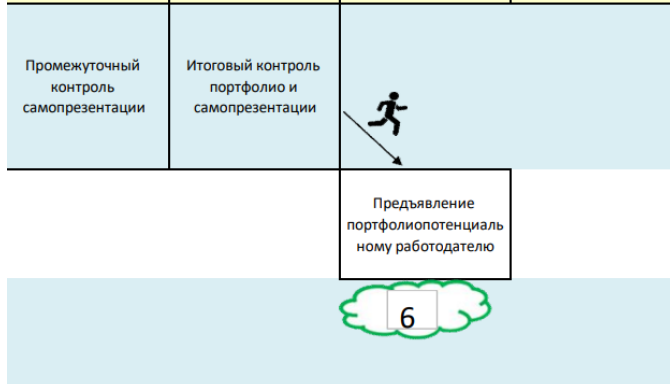 Промежуточный
контроль
самопрезентации
Итоговый контроль
портфолио и
самопрезентации
Предъявление
портфолиопотенциаль
ному работодателю
6